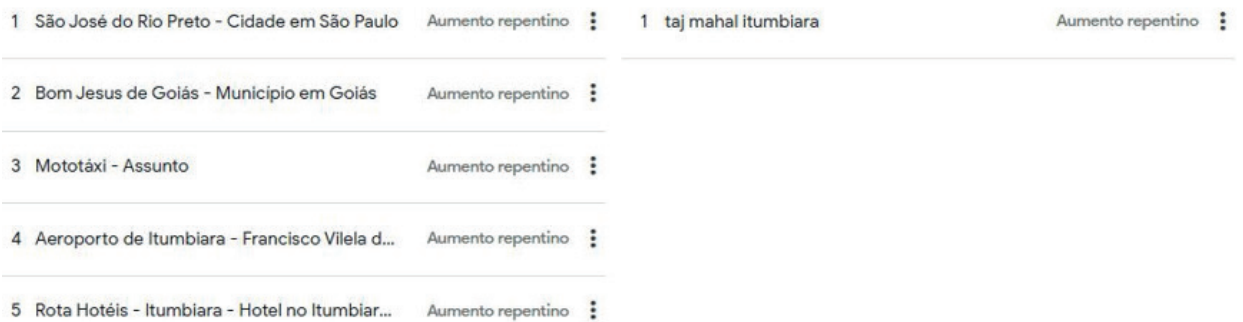 1 São José do Rio Preto - Cidade em São Paulo Aumento repentino
2 Bom Jesus de Goiás - Município em Goiás Aumento repentino
3 Mototáxi - Assunto Aumento repentino
4 Aeroporto de Itumbiara - Francisco Vilela d... Aumento repentino
5 Rota Hotéis - Itumbiara - Hotel no Itumbiar... Aumento repentino
1 taj mahal itumbiara Aumento repentino